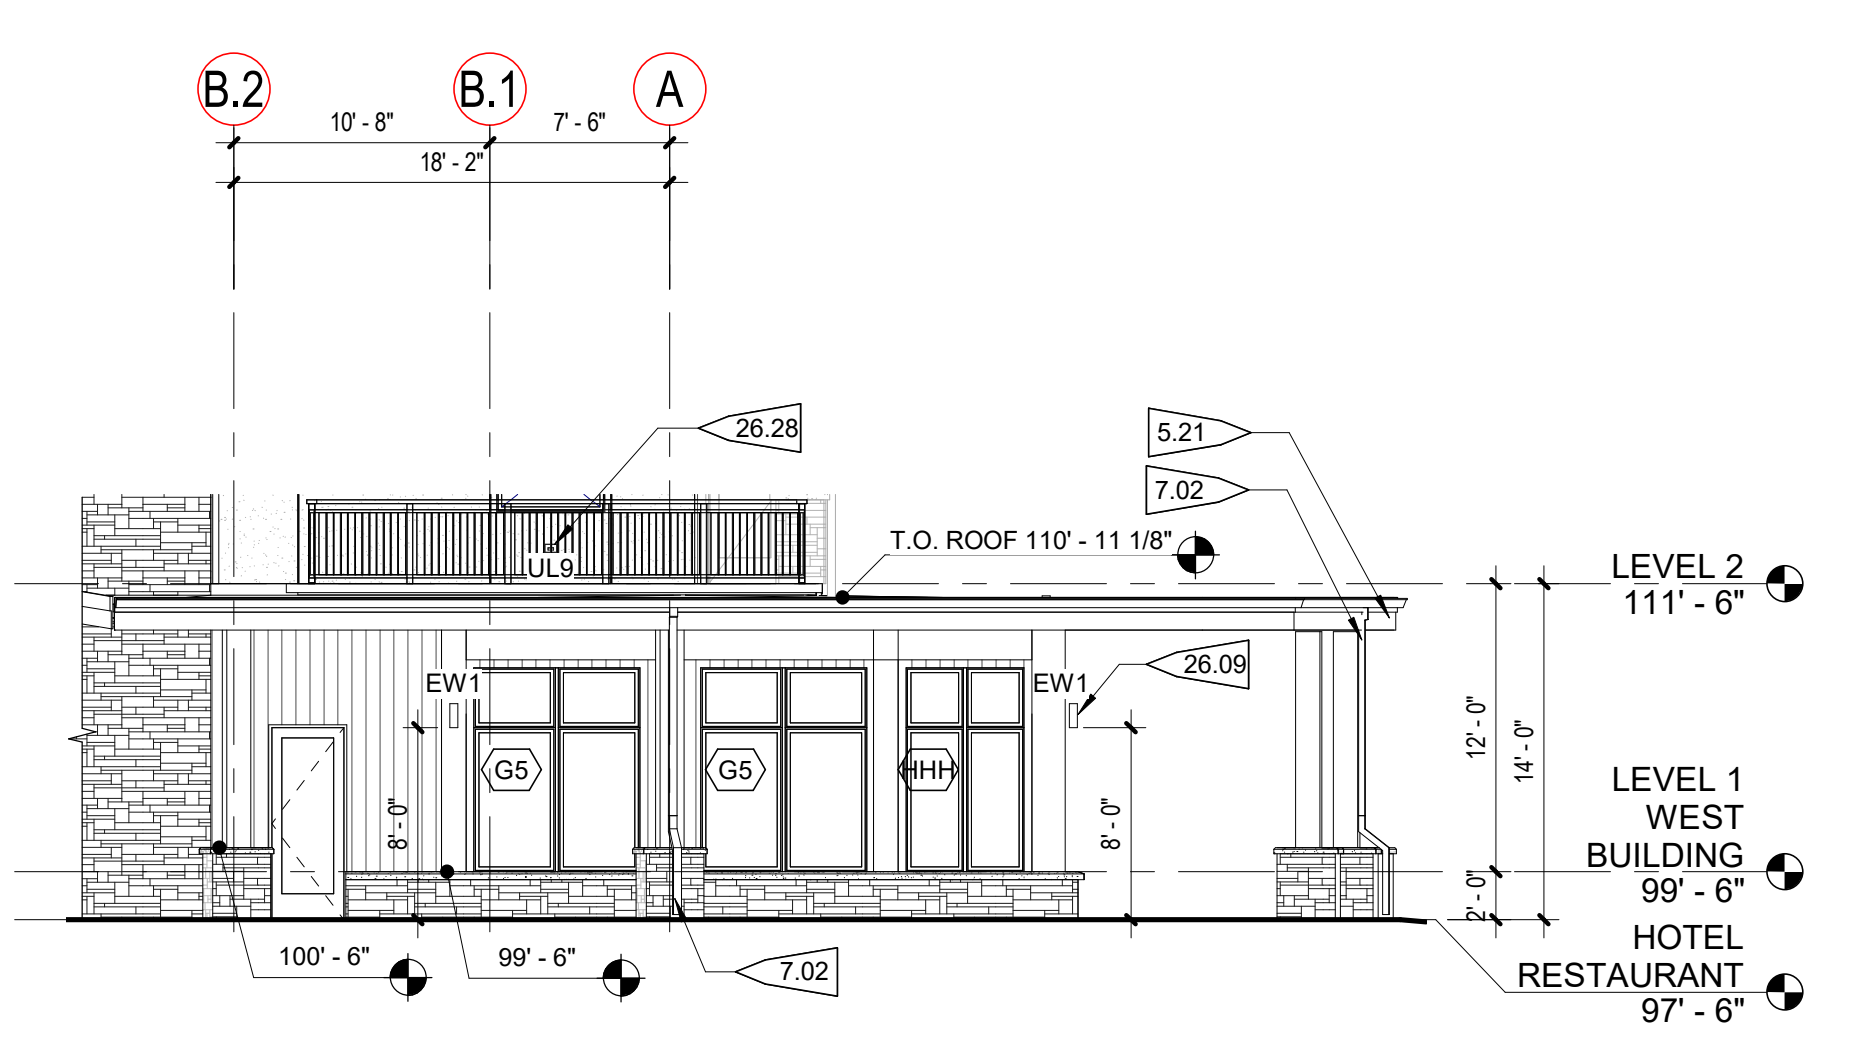 B.2
B.1
A
10' - 8"
7' - 6"
18' - 2"
26.28
5.21
7.02
T.O. ROOF 110' - 11 1/8"
UL9
LEVEL 2
111' - 6"
EW1
EW1
26.09
G5
G5
HHH
8' - 0"
8' - 0"
12' - 0"
14' - 0"
2' - 0"
LEVEL 1
WEST
BUILDING
99' - 6"
100' - 6"
99' - 6"
7.02
HOTEL
RESTAURANT
97' - 6"